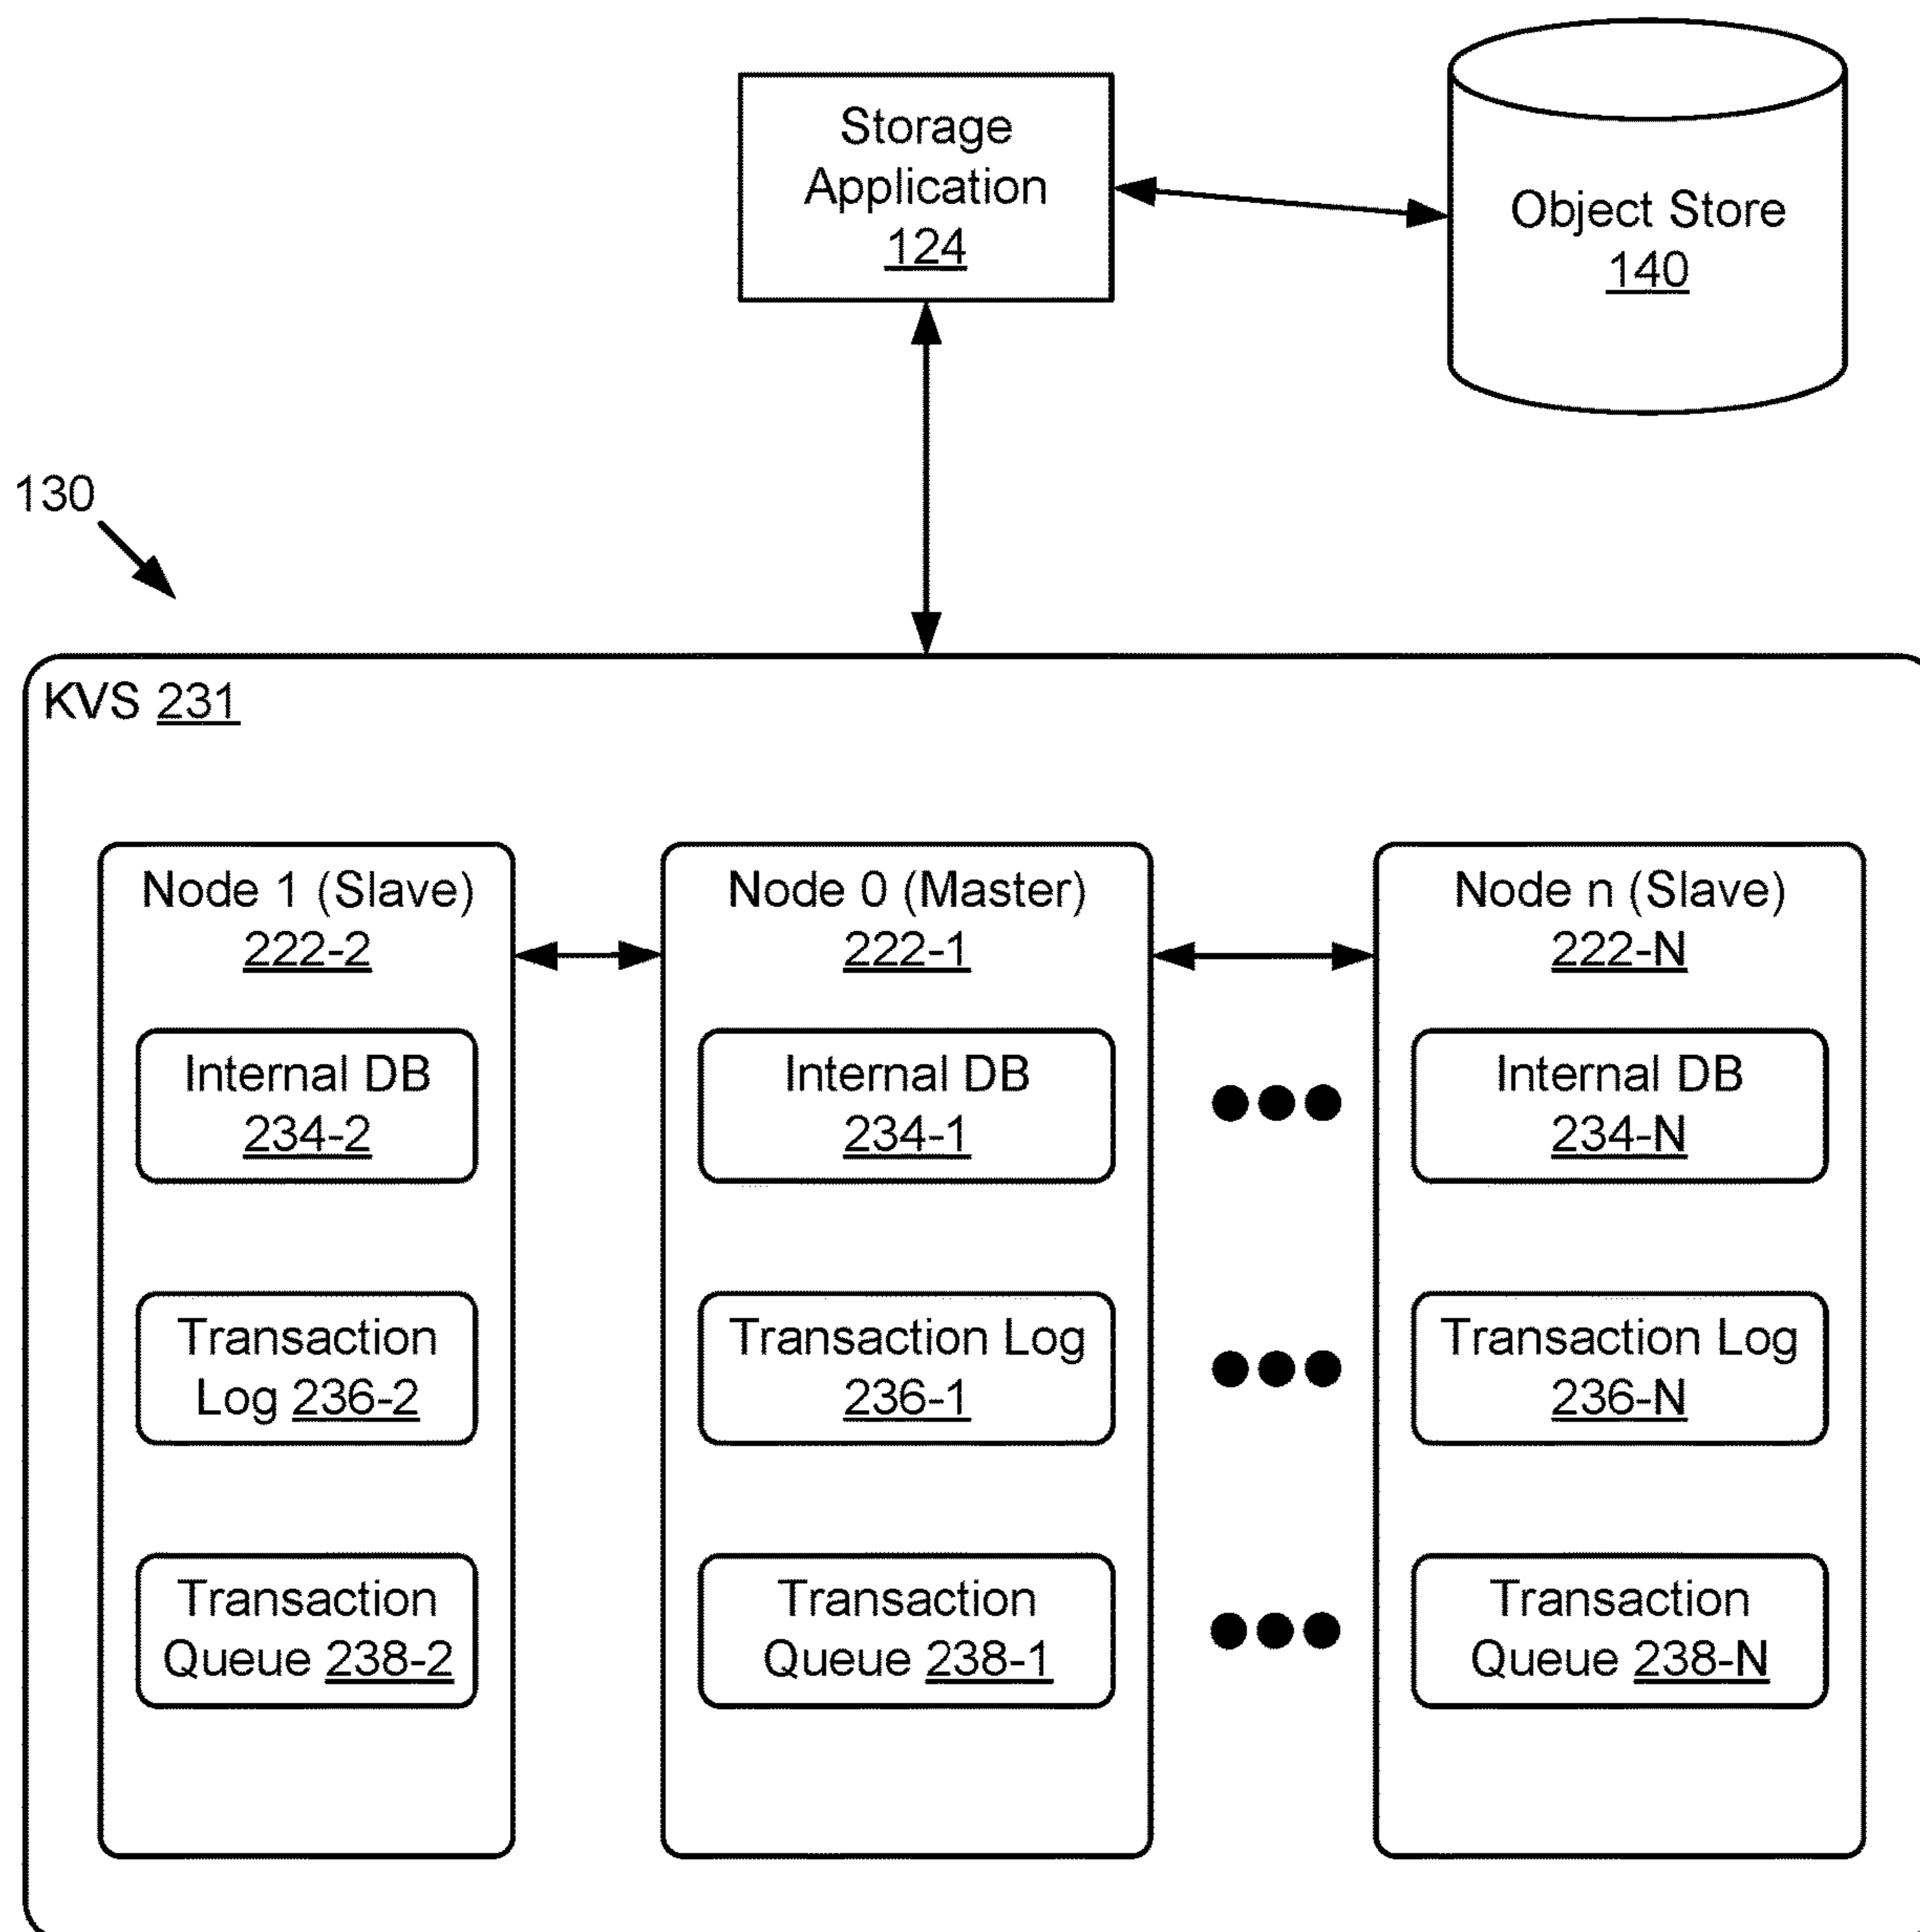 Storage
Application
124
Object Store
140
130
KVS 231
Node 1 (Slave)
222-2
Internal DB
234-2
Transaction
Log 236-2
Transaction
Queue 238-2
Node 0 (Master)
222-1
Internal DB
234-1
Transaction Log
236-1
Transaction
Queue 238-1
Node n (Slave)
222-N
Internal DB
234-N
Transaction Log
236-N
Transaction
Queue 238-N